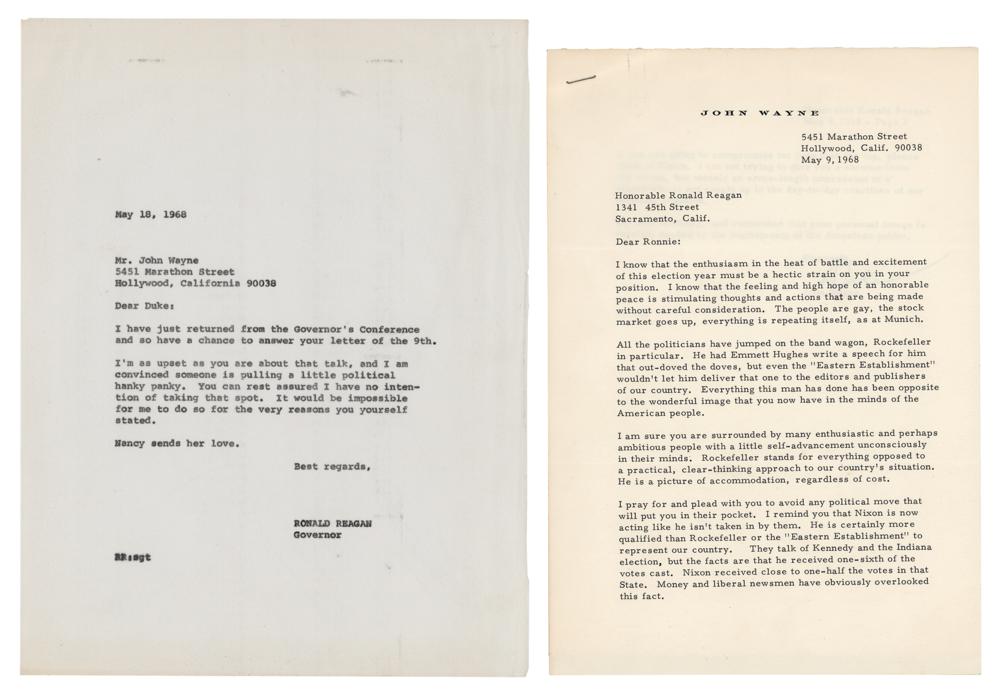 May 18, 1968
Mr. John Wayne
5451 Marathon Street
Hollywood, California 90038
Dear Duke:
I have just returned from the Governor's Conference
and so have a chance to answer your letter of the 9th.
I'm as upset as you are about that talk, and I am
convinced someone is pulling a little political
hanky panky.  You can rest assured I have no inten-
tion of taking that spot.  It would be impossible
for me to do so for the very reasons you yourself
stated.
Nancy sends her love.
Best regards,
RONALD REAGAN
Governor
RR:sgt
JOHN WAYNE
5451 Marathon Street
Hollywood, Calif. 90038
May 9, 1968
Honorable Ronald Reagan
1341 45th Street
Sacramento, Calif.
Dear Ronnie:
I know that the enthusiasm in the heat of battle and excitement
of this election year must be a hectic strain on you in your
position.  I know that the feeling and high hope of an honorable
peace is stimulating thoughts and actions that are being made
without careful consideration.  The people are gay, the stock
market goes up, everything is repeating itself, as at Munich.
All the politicians have jumped on the band wagon, Rockefeller
in particular.  He had Emmett Hughes write a speech for him
that out-doved the doves, but even the "Eastern Establishment"
wouldn't let him deliver that one to the editors and publishers
of our country.  Everything this man has done has been opposite
to the wonderful image that you now have in the minds of the
American people.
I am sure you are surrounded by many enthusiastic and perhaps
ambitious people with a little self-advancement unconsciously
in their minds.  Rockefeller stands for everything opposed to
a practical, clear-thinking approach to our country's situation.
He is a picture of accommodation, regardless of cost.
I pray for and plead with you to avoid any political move that
will put you in their pocket.  I remind you that Nixon is now
acting like he isn't taken in by them.  He is certainly more
qualified than Rockefeller or the "Eastern Establishment" to
represent our country.  They talk of Kennedy and the Indiana
election, but the facts are that he received one-sixth of the
votes cast.  Nixon received close to one-half the votes in that
State.  Money and liberal newsmen have obviously overlooked
this fact.